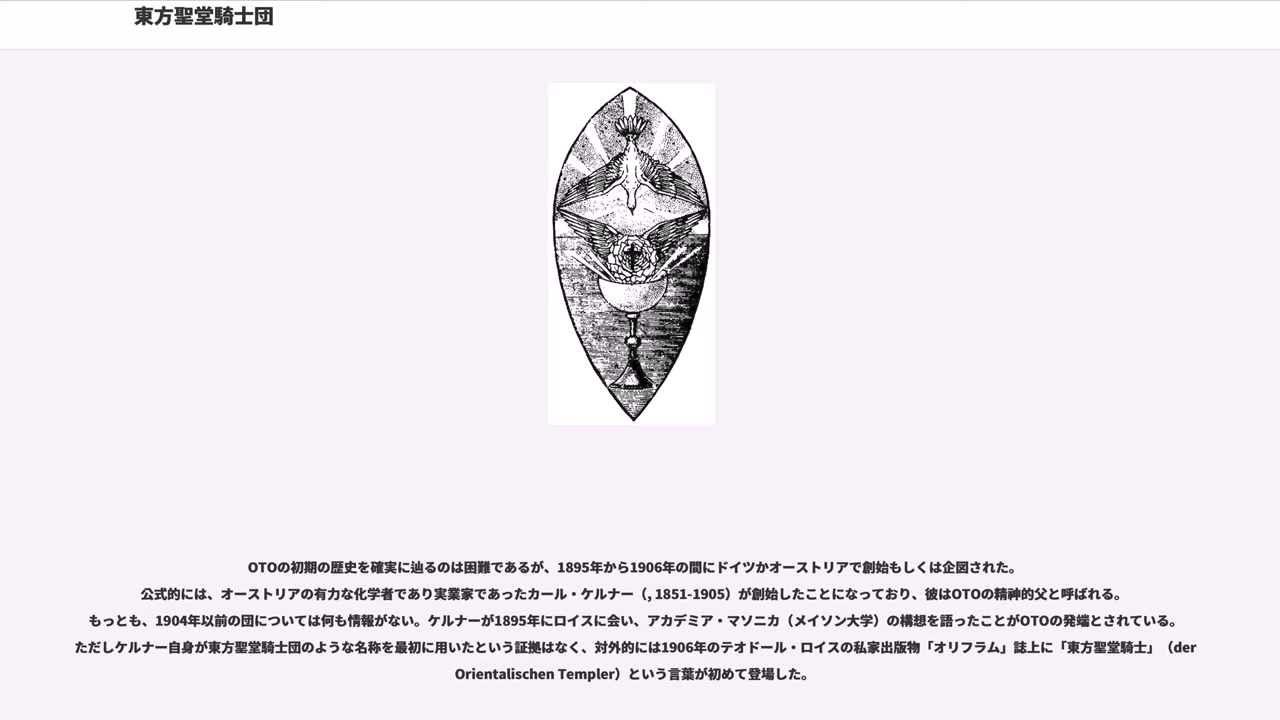 東方聖堂騎士団
OTOの初期の歴史を確実に辿るのは困難であるが、1895年から1906年の間にドイツかオーストリアで創始もしくは企図された。
公式的には、オーストリアの有力な化学者であり実業家であったカール・ケルナー（, 1851-1905）が創始したことになっており、彼はOTOの精神的父と呼ばれる。
もっとも、1904年以前の団については何も情報がない。ケルナーが1895年にロイスに会い、アカデミア・マソニカ（メイソン大学）の構想を語ったことがOTOの発端とされている。
ただしケルナー自身が東方聖堂騎士団のような名称を最初に用いたという証拠はなく、対外的には1906年のテオドール・ロイスの私家出版物「オリフラム」誌上に「東方聖堂騎士」（der
Orientalischen Templer）という言葉が初めて登場した。